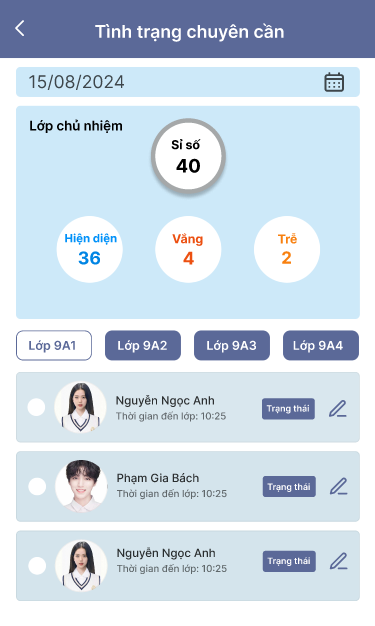 Tình trạng chuyên cần
15/08/2024
Lớp chủ nhiệm
Sỉ số
40
Hiện diện
36
Vắng
4
Trễ
2
Lớp 9A1
Lớp 9A2
Lớp 9A3
Lớp 9A4
Nguyễn Ngọc Anh
Thời gian đến lớp: 10:25
Trạng thái
Phạm Gia Bách
Thời gian đến lớp: 10:25
Trạng thái
Nguyễn Ngọc Anh
Thời gian đến lớp: 10:25
Trạng thái